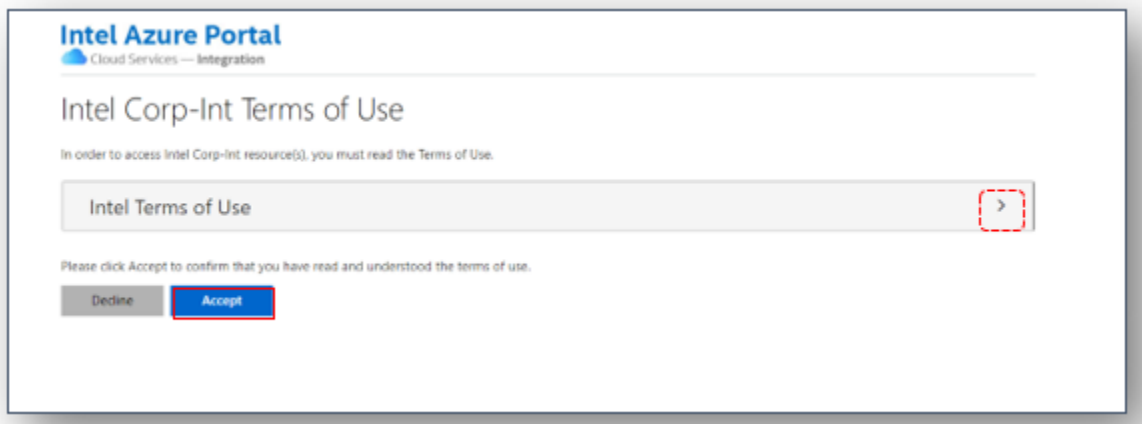 Intel Azure Portal
Cloud Services — Integration
Intel Corp-Int Terms of Use
In order to access Intel Corp-Int resource(s), you must read the Terms of Use.
Intel Terms of Use
Please click Accept to confirm that you have read and understood the terms of use.
Decline Accept